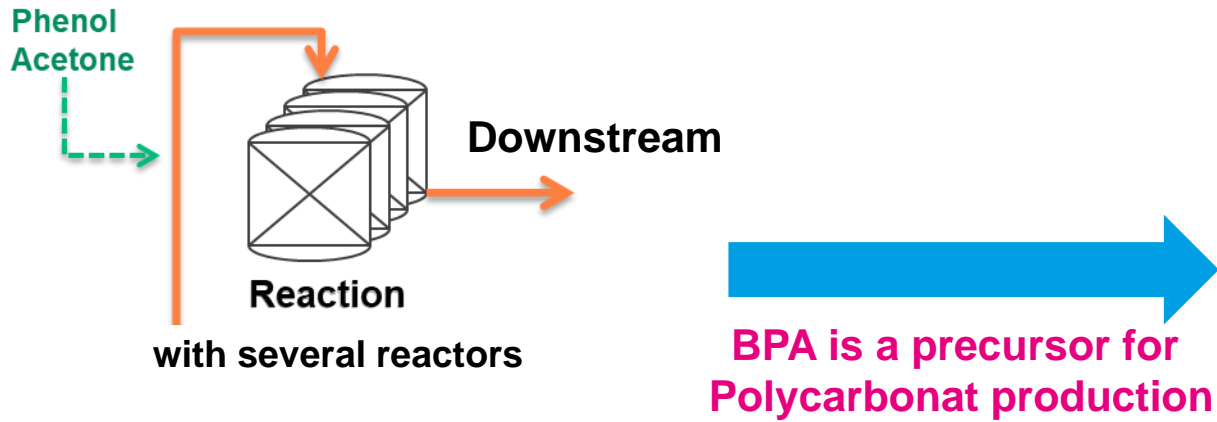 Phenol
Acetone
Downstream
Reaction
with several reactors
BPA is a precursor for
Polycarbonat production